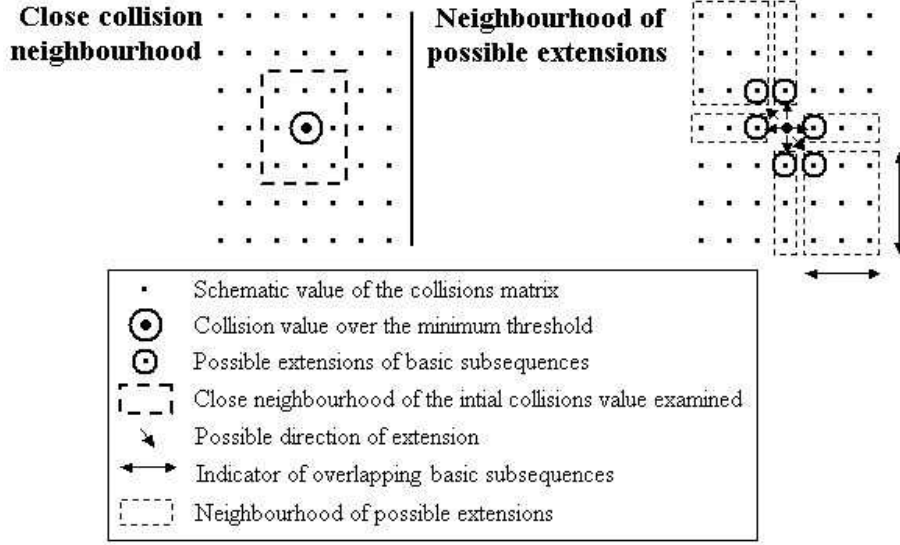 Close collision
neighbourhood
Neighbourhood of
possible extensions
Schematic value of the collisions matrix
Collision value over the minimum threshold
Possible extensions of basic subsequences
Close neighbourhood of the intial collisions value examined
Possible direction of extension
Indicator of overlapping basic subsequences
Neighbourhood of possible extensions